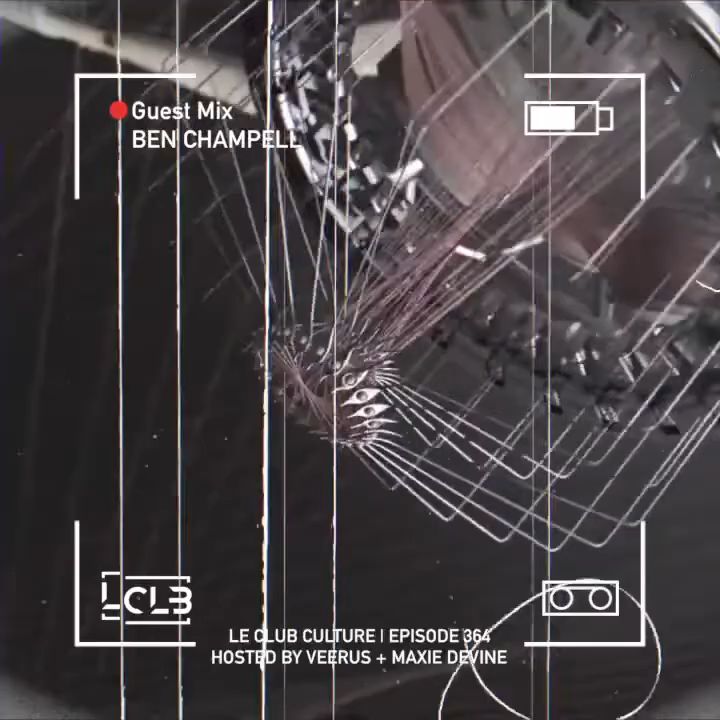 Guest Mix
BEN CHAMPELL
LCLB
LE CLUB CULTURE | EPISODE 364
HOSTED BY VEERUS + MAXIE DEVINE